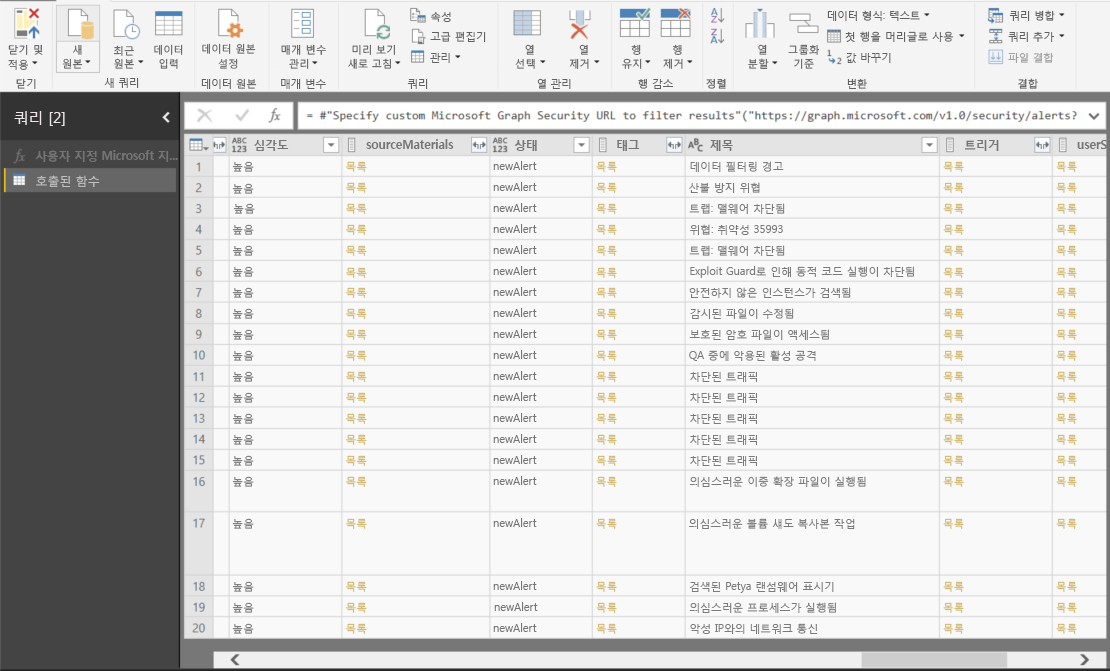 닫기 및
적용
닫기
새
원본
최근
원본
데이터
입력
새 쿼리
데이터 원본
설정
데이터 원본
매개 변수
관리
매개 변수
미리 보기
새로 고침
속성
고급 편집기
관리
쿼리
열
선택
열
제거
열 관리
행
유지
행
제거
행 감소
정렬
열
분할
그룹화
기준
데이터 형식: 텍스트
첫 행을 머리글로 사용
값 바꾸기
변환
쿼리 병합
쿼리 추가
파일 결합
결합
쿼리 [2]
사용자 지정 Microsoft 지...
호출된 함수
fx = #"Specify custom Microsoft Graph Security URL to filter results"("https://graph.microsoft.com/v1.0/security/alerts?
ABC 123 심각도 sourceMaterials ABC 123 상태 태그 ABC 제목 트리거 userS
1 높음 목록 newAlert 목록 데이터 필터링 경고 목록 목록
2 높음 목록 newAlert 목록 산불 방지 위협 목록 목록
3 높음 목록 newAlert 목록 트랩: 맬웨어 차단됨 목록 목록
4 높음 목록 newAlert 목록 위협: 취약성 35993 목록 목록
5 높음 목록 newAlert 목록 트랩: 맬웨어 차단됨 목록 목록
6 높음 목록 newAlert 목록 Exploit Guard로 인해 동적 코드 실행이 차단됨 목록 목록
7 높음 목록 newAlert 목록 안전하지 않은 인스턴스가 검색됨 목록 목록
8 높음 목록 newAlert 목록 감시된 파일이 수정됨 목록 목록
9 높음 목록 newAlert 목록 보호된 암호 파일이 액세스됨 목록 목록
10 높음 목록 newAlert 목록 QA 중에 악용된 활성 공격 목록 목록
11 높음 목록 newAlert 목록 차단된 트래픽 목록 목록
12 높음 목록 newAlert 목록 차단된 트래픽 목록 목록
13 높음 목록 newAlert 목록 차단된 트래픽 목록 목록
14 높음 목록 newAlert 목록 차단된 트래픽 목록 목록
15 높음 목록 newAlert 목록 차단된 트래픽 목록 목록
16 높음 목록 newAlert 목록 의심스러운 이중 확장 파일이 실행됨 목록 목록
17 높음 목록 newAlert 목록 의심스러운 볼륨 섀도 복사본 작업 목록 목록
18 높음 목록 newAlert 목록 검색된 Petya 랜섬웨어 표시기 목록 목록
19 높음 목록 newAlert 목록 의심스러운 프로세스가 실행됨 목록 목록
20 높음 목록 newAlert 목록 악성 IP와의 네트워크 통신 목록 목록